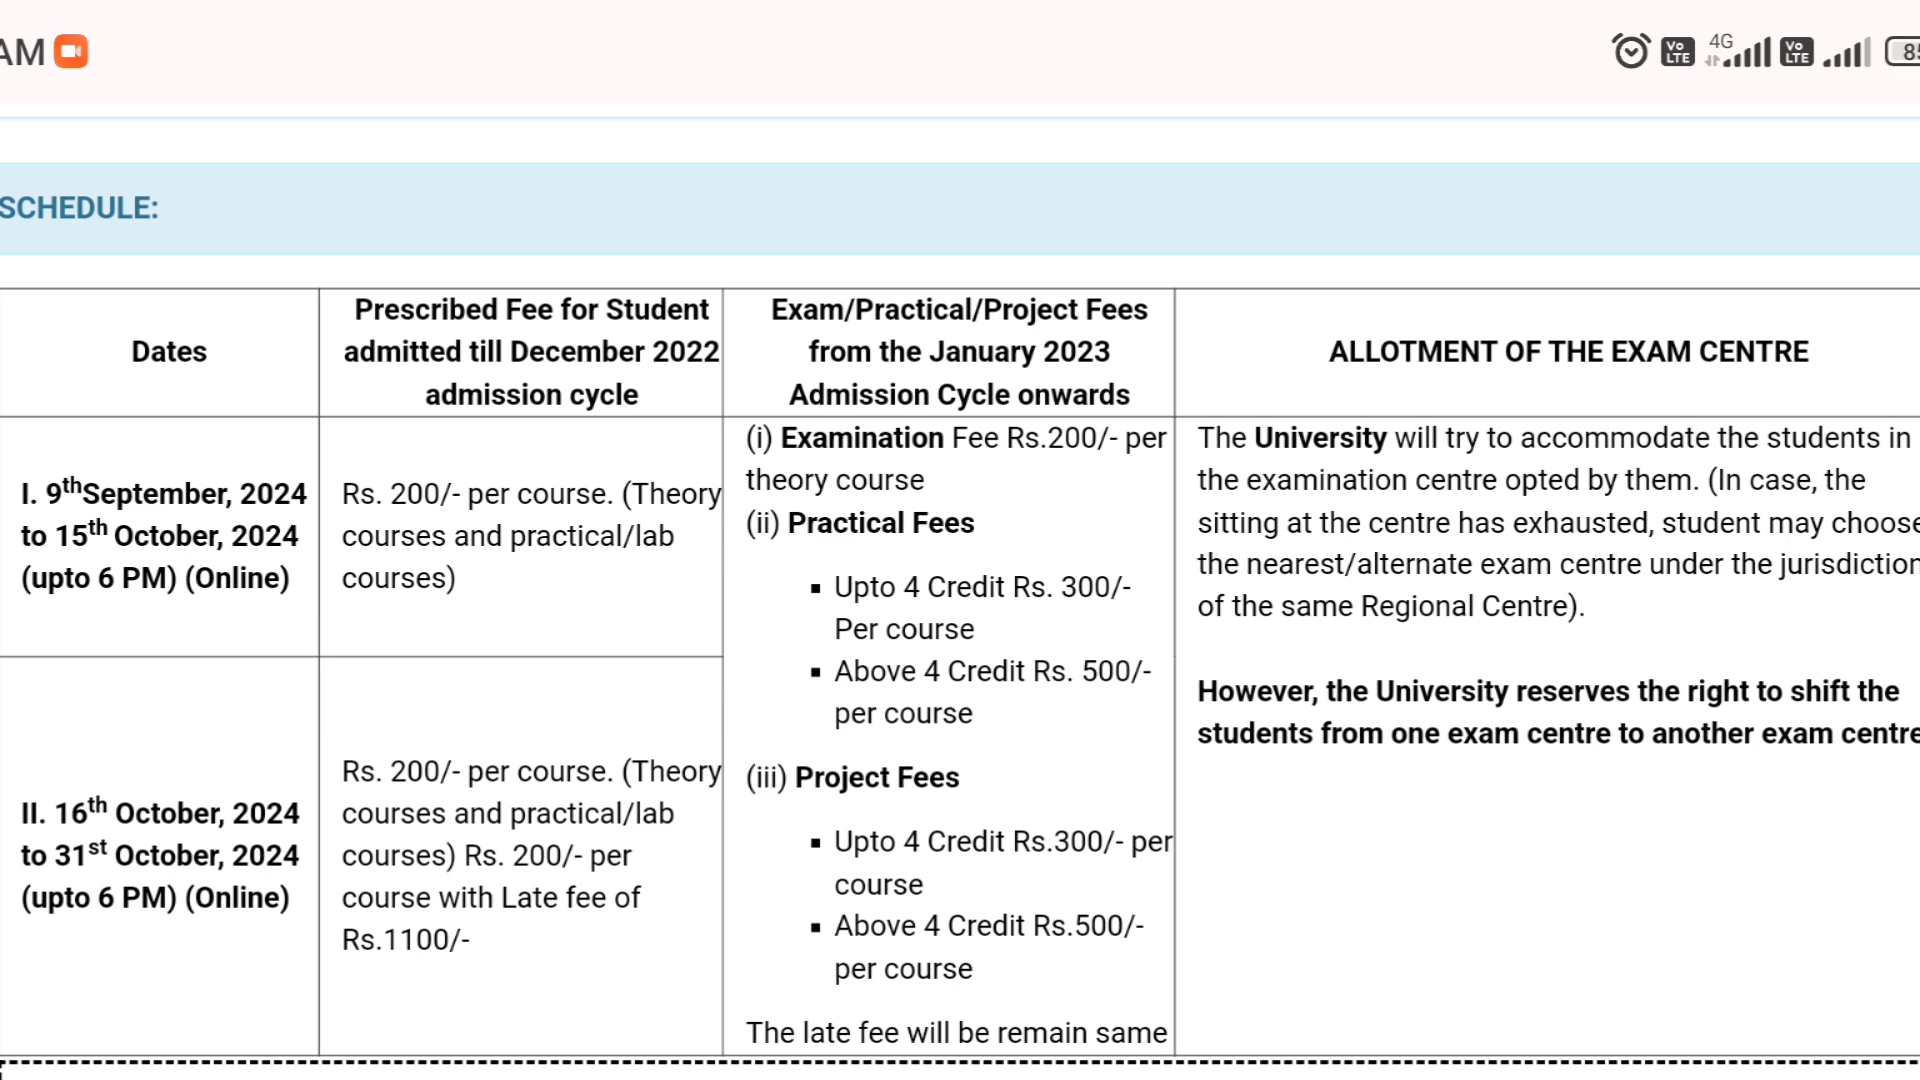 AM
4G
Vo LTE
Vo LTE
85
SCHEDULE:
Dates
Prescribed Fee for Student
admitted till December 2022
admission cycle
Exam/Practical/Project Fees
from the January 2023
Admission Cycle onwards
ALLOTMENT OF THE EXAM CENTRE
I. 9thSeptember, 2024
to 15th October, 2024
(upto 6 PM) (Online)
Rs. 200/- per course. (Theory
courses and practical/lab
courses)
(i) Examination Fee Rs.200/- per
theory course
(ii) Practical Fees
▪ Upto 4 Credit Rs. 300/-
Per course
▪ Above 4 Credit Rs. 500/-
per course
(iii) Project Fees
▪ Upto 4 Credit Rs.300/- per
course
▪ Above 4 Credit Rs.500/-
per course
The late fee will be remain same
The University will try to accommodate the students in
the examination centre opted by them. (In case, the
sitting at the centre has exhausted, student may choose
the nearest/alternate exam centre under the jurisdiction
of the same Regional Centre).
However, the University reserves the right to shift the
students from one exam centre to another exam centre
II. 16th October, 2024
to 31st October, 2024
(upto 6 PM) (Online)
Rs. 200/- per course. (Theory
courses and practical/lab
courses) Rs. 200/- per
course with Late fee of
Rs.1100/-